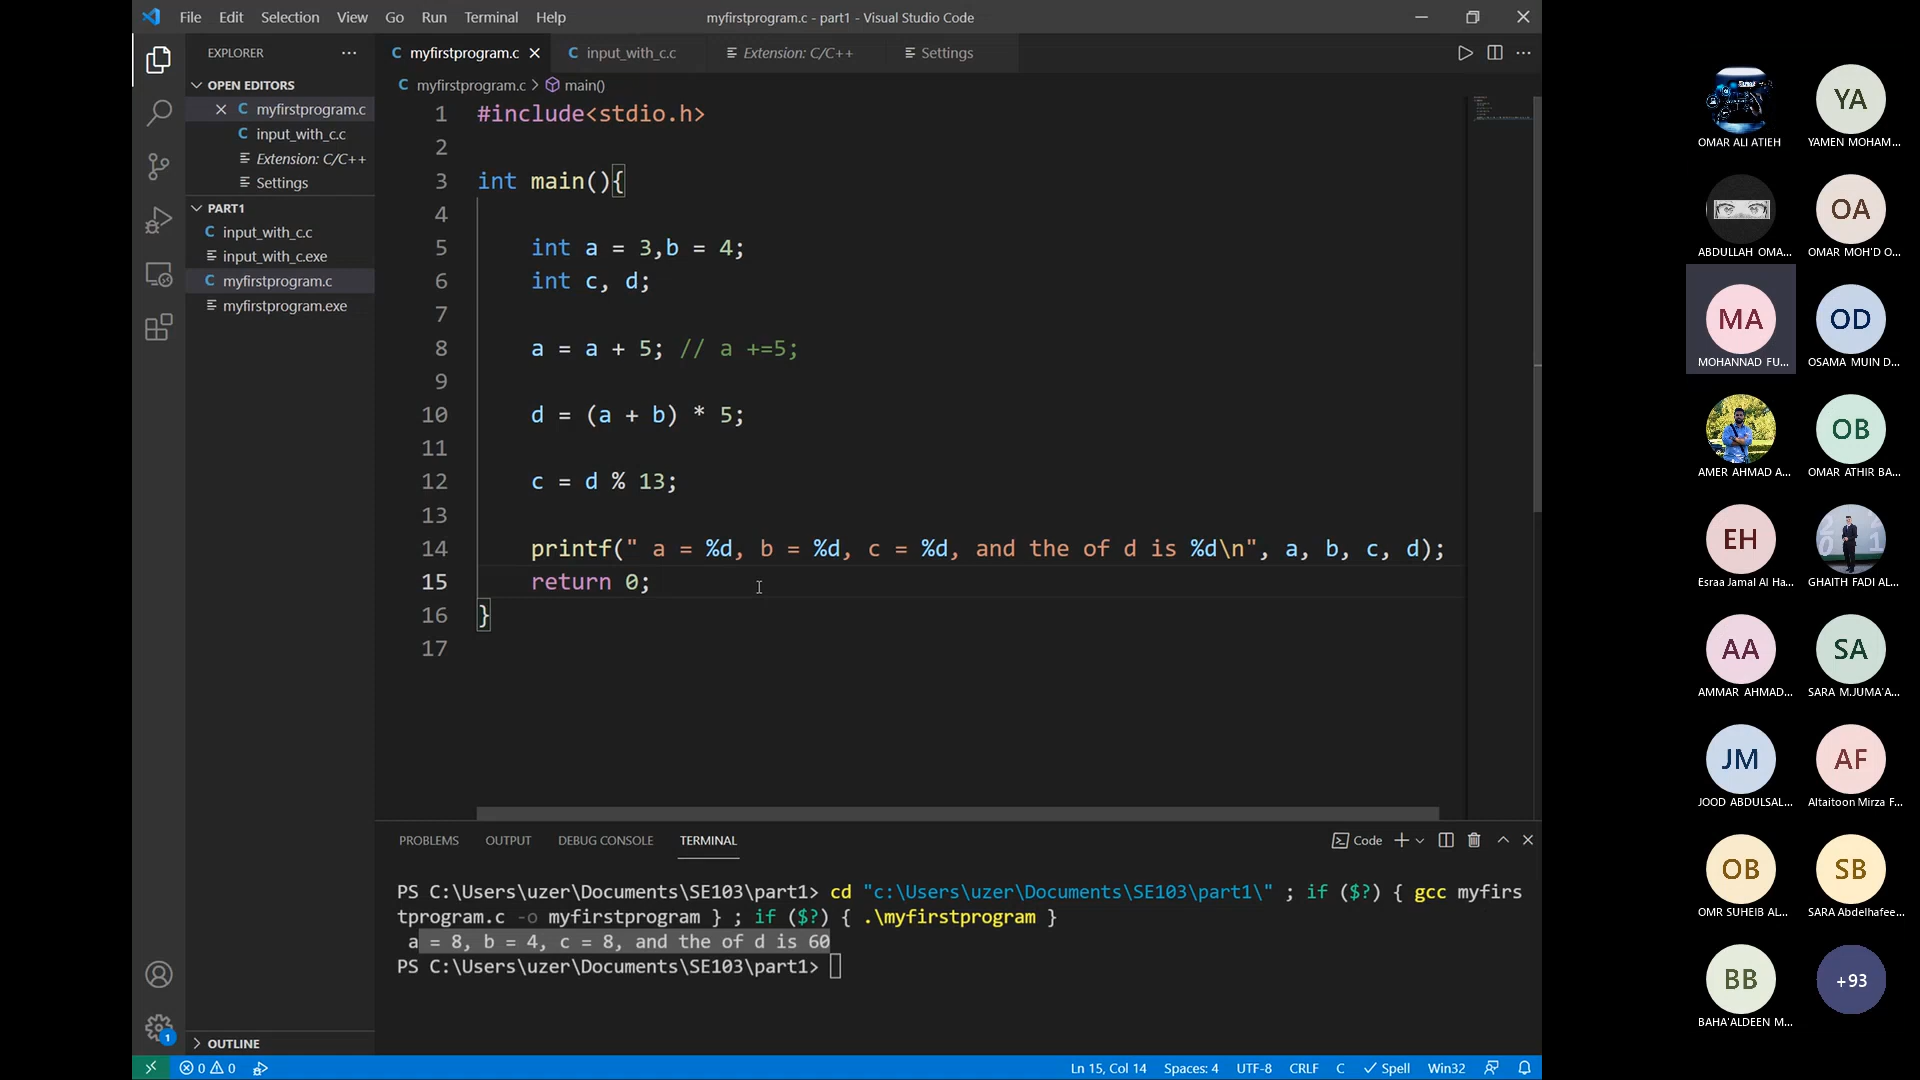 File Edit Selection View Go Run Terminal Help myfirstprogram.c - part1 - Visual Studio Code
EXPLORER
OPEN EDITORS
myfirstprogram.c
input_with_c.c
Extension: C/C++
Settings
PART1
input_with_c.c
input_with_c.exe
myfirstprogram.c
myfirstprogram.exe
OUTLINE
myfirstprogram.c input_with_c.c Extension: C/C++ Settings
myfirstprogram.c > main()
1 #include<stdio.h>
2
3 int main(){
4
5 int a = 3,b = 4;
6 int c, d;
7
8 a = a + 5; // a +=5;
9
10 d = (a + b) * 5;
11
12 c = d % 13;
13
14 printf(" a = %d, b = %d, c = %d, and the of d is %d\n", a, b, c, d);
15 return 0;
16 }
17
PROBLEMS OUTPUT DEBUG CONSOLE TERMINAL Code
PS C:\Users\uzer\Documents\SE103\part1> cd "c:\Users\uzer\Documents\SE103\part1\" ; if ($?) { gcc myfirs
tprogram.c -o myfirstprogram } ; if ($?) { .\myfirstprogram }
a = 8, b = 4, c = 8, and the of d is 60
PS C:\Users\uzer\Documents\SE103\part1>
0 0 Ln 15, Col 14 Spaces: 4 UTF-8 CRLF C Spell Win32
1
YA
OMAR ALI ATIEH YAMEN MOHAM...
OA
ABDULLAH OMA... OMAR MOH'D O...
MA OD
MOHANNAD FU... OSAMA MUIN D...
OB
AMER AHMAD A... OMAR ATHIR BA...
EH
Esraa Jamal Al Ha... GHAITH FADI AL...
AA SA
AMMAR AHMAD... SARA M.JUMA'A...
JM AF
JOOD ABDULSAL... Altaitoon Mirza F...
OB SB
OMR SUHEIB AL... SARA Abdelhafee...
BB +93
BAHA'ALDEEN M...